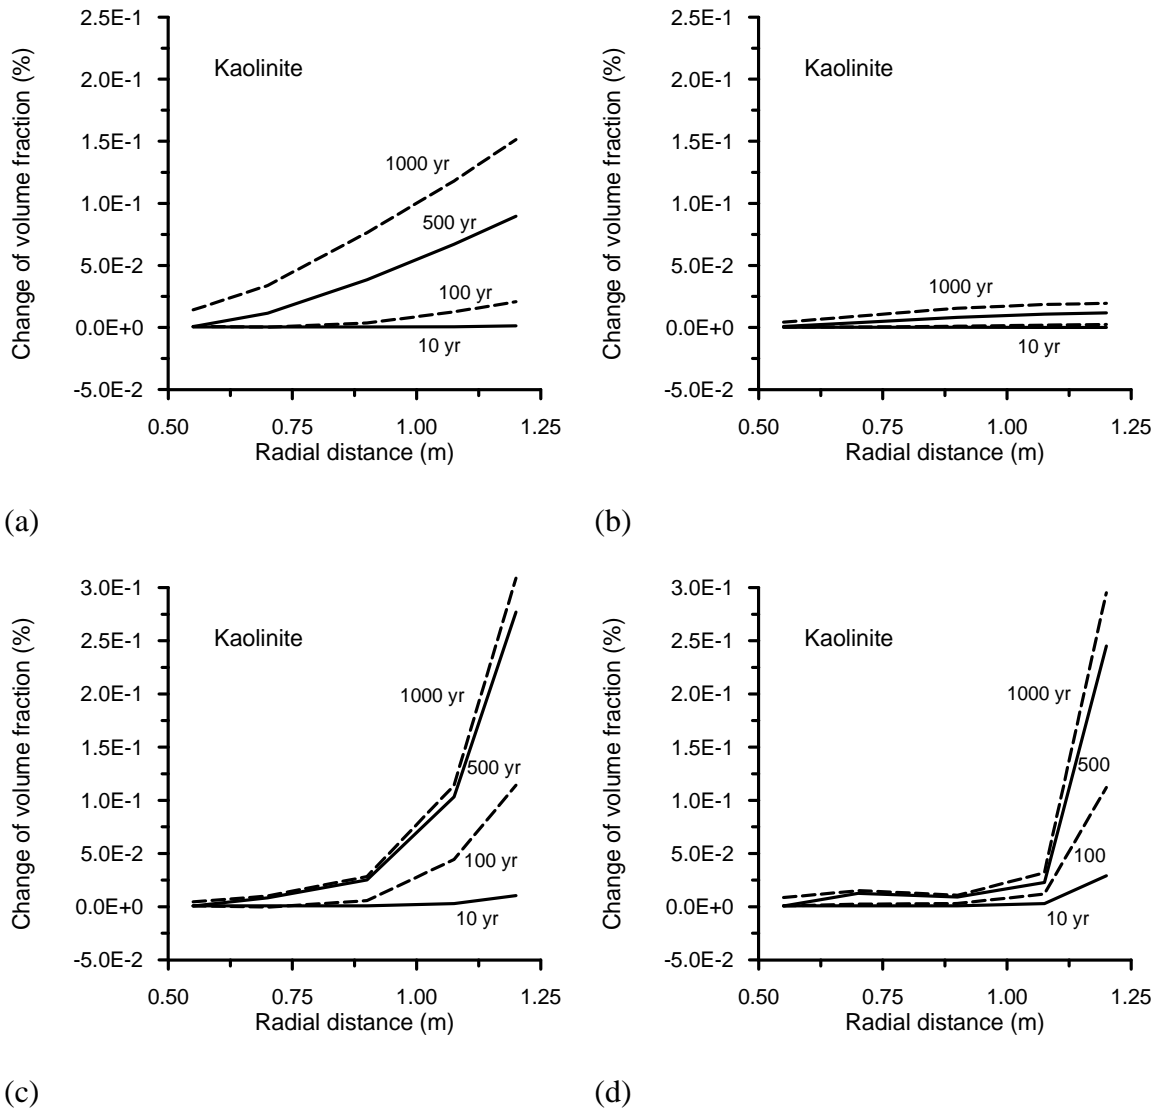 2.5E-1
2.0E-1
1.5E-1
1.0E-1
5.0E-2
0.0E+0
-5.0E-2
Change of volume fraction (%)
Kaolinite
1000 yr
500 yr
100 yr
10 yr
0.50 0.75 1.00 1.25
Radial distance (m)
(a)
2.5E-1
2.0E-1
1.5E-1
1.0E-1
5.0E-2
0.0E+0
-5.0E-2
Change of volume fraction (%)
Kaolinite
1000 yr
10 yr
0.50 0.75 1.00 1.25
Radial distance (m)
(b)
3.0E-1
2.5E-1
2.0E-1
1.5E-1
1.0E-1
5.0E-2
0.0E+0
-5.0E-2
Change of volume fraction (%)
Kaolinite
1000 yr
500 yr
100 yr
10 yr
0.50 0.75 1.00 1.25
Radial distance (m)
(c)
3.0E-1
2.5E-1
2.0E-1
1.5E-1
1.0E-1
5.0E-2
0.0E+0
-5.0E-2
Change of volume fraction (%)
Kaolinite
1000 yr
500
100
10 yr
0.50 0.75 1.00 1.25
Radial distance (m)
(d)